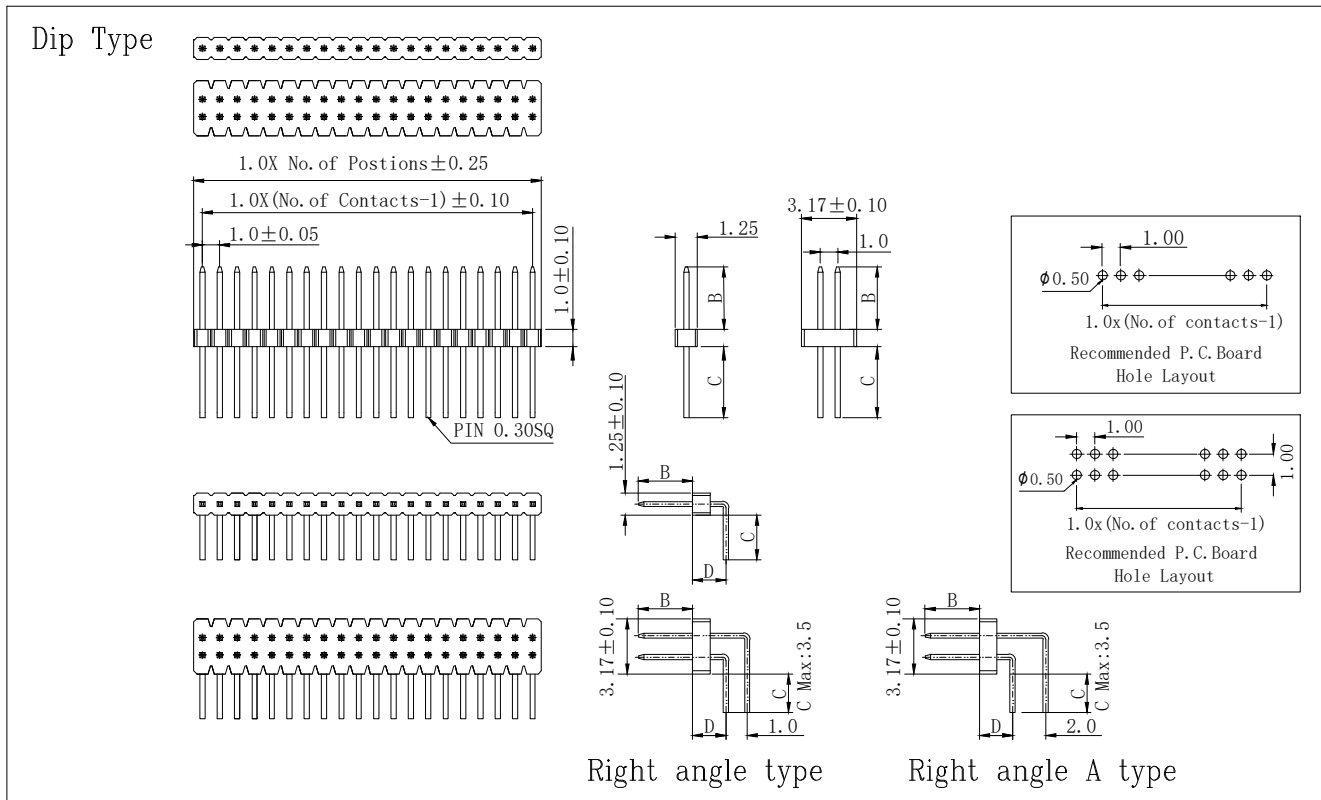 Dip Type
1.0X No.of Postions±0.25
1.0X(No.of Contacts-1)±0.10
1.0±0.05
1.0±0.10
PIN 0.30SQ
1.25
B
C
3.17±0.10
1.0
B
C
1.00
ϕ0.50
1.0x(No.of contacts-1)
Recommended P.C.Board
Hole Layout
1.00
1.00
ϕ0.50
1.0x(No.of contacts-1)
Recommended P.C.Board
Hole Layout
1.25±0.10
B
C
D
3.17±0.10
B
C
C Max:3.5
D
1.0
Right angle type
3.17±0.10
B
C
C Max:3.5
D
2.0
Right angle A type